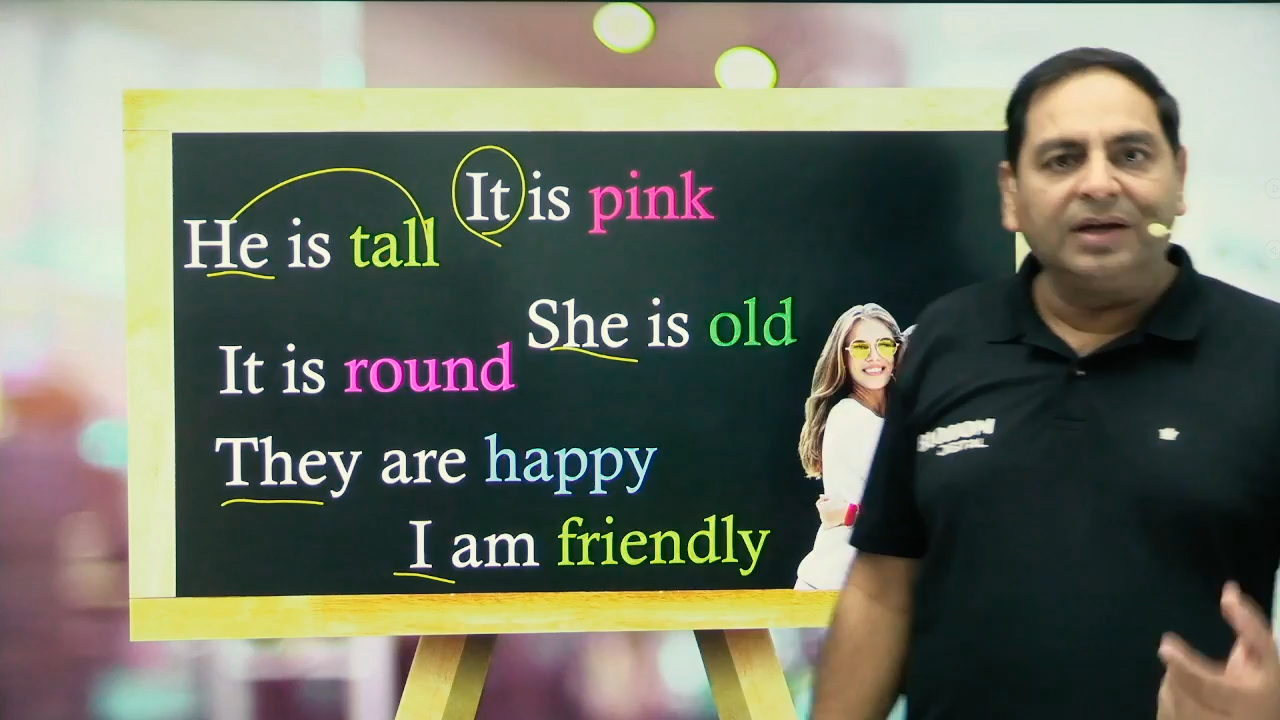 It is pink
He is tall
She is old
It is round
They are happy
I am friendly